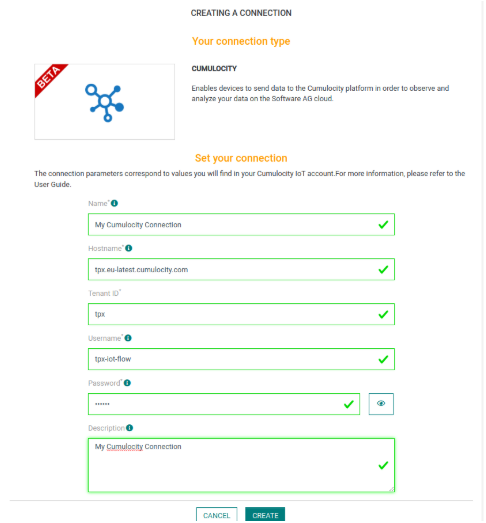 CREATING A CONNECTION
Your connection type
BETA
CUMULOCITY
Enables devices to send data to the Cumulocity platform in order to observe and
analyze your data on the Software AG cloud.
Set your connection
The connection parameters correspond to values you will find in your Cumulocity IoT account.For more information, please refer to the
User Guide.
Name*
My Cumulocity Connection
Hostname*
tpx.eu-latest.cumulocity.com
Tenant ID*
tpx
Username*
tpx-iot-flow
Password*
••••••
Description
My Cumulocity Connection
CANCEL CREATE